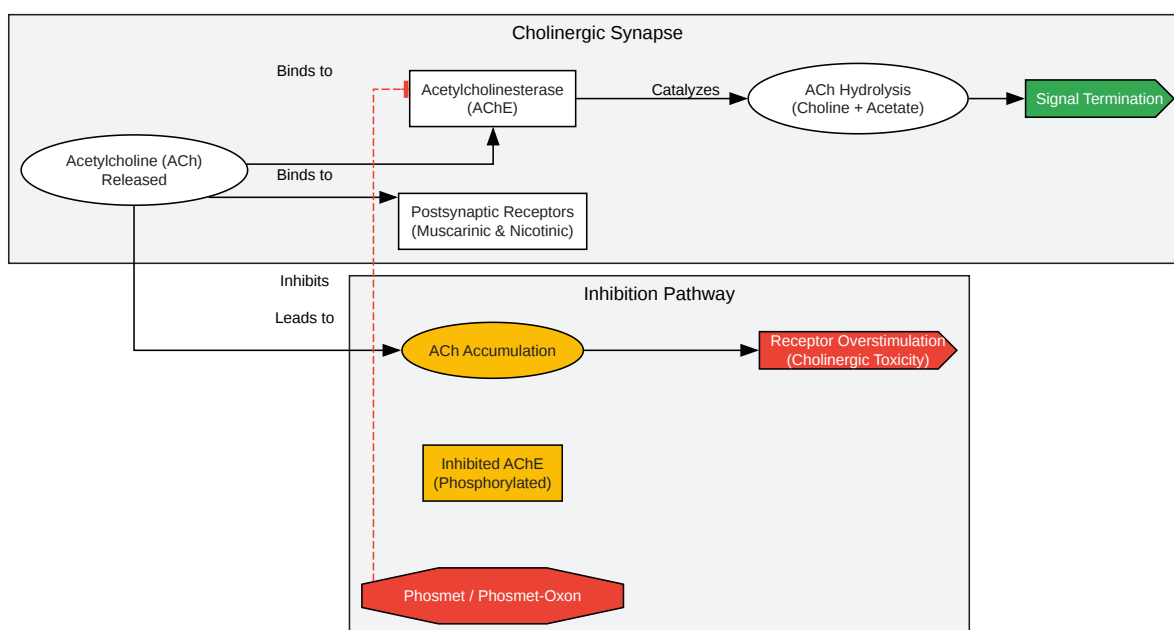 Cholinergic Synapse
Binds to
Acetylcholinesterase
(AChE)
Catalyzes
ACh Hydrolysis
(Choline + Acetate)
Signal Termination
Acetylcholine (ACh)
Released
Binds to
Postsynaptic Receptors
(Muscarinic & Nicotinic)
Inhibits
Leads to
Inhibition Pathway
ACh Accumulation
Receptor Overstimulation
(Cholinergic Toxicity)
Inhibited AChE
(Phosphorylated)
Phosmet / Phosmet-Oxon